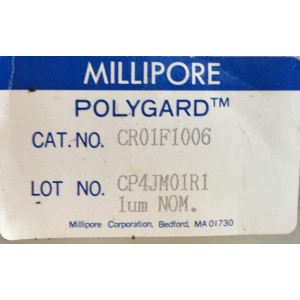 MILLIPORE
POLYGARD™
CAT.NO. CR01F1006
LOT NO. CP4JM01R1
1um NOM.
Millipore Corporation, Bedford, MA 01730